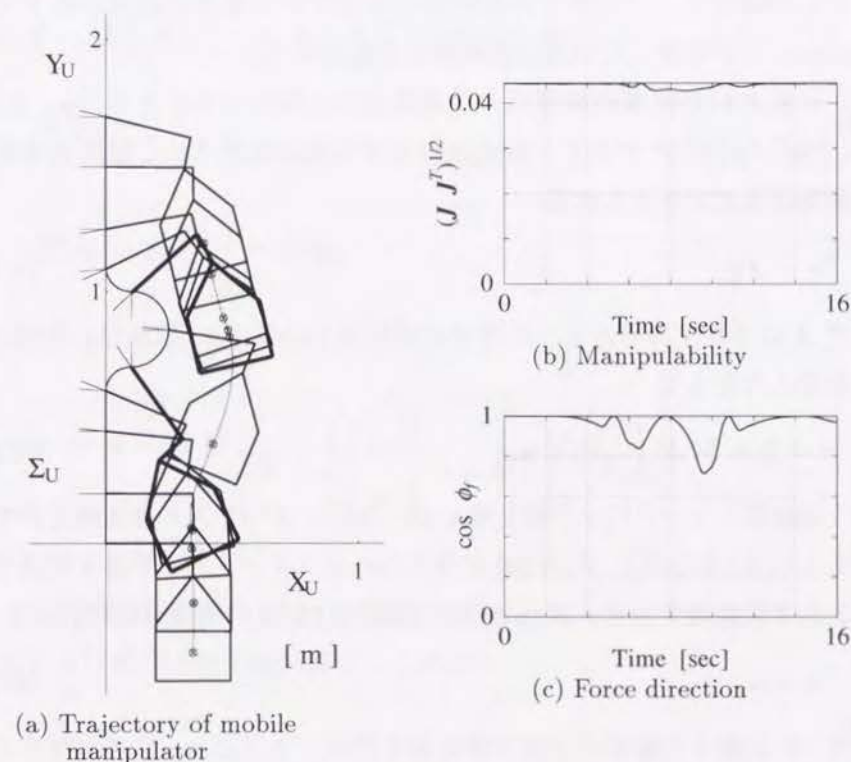 2
Y_U
1
Σ_U
X_U
1
[ m ]
(a) Trajectory of mobile
manipulator
0.04
(J J^T)^{1/2}
0
0
16
Time [sec]
(b) Manipulability
1
cos ϕ_f
0
0
16
Time [sec]
(c) Force direction